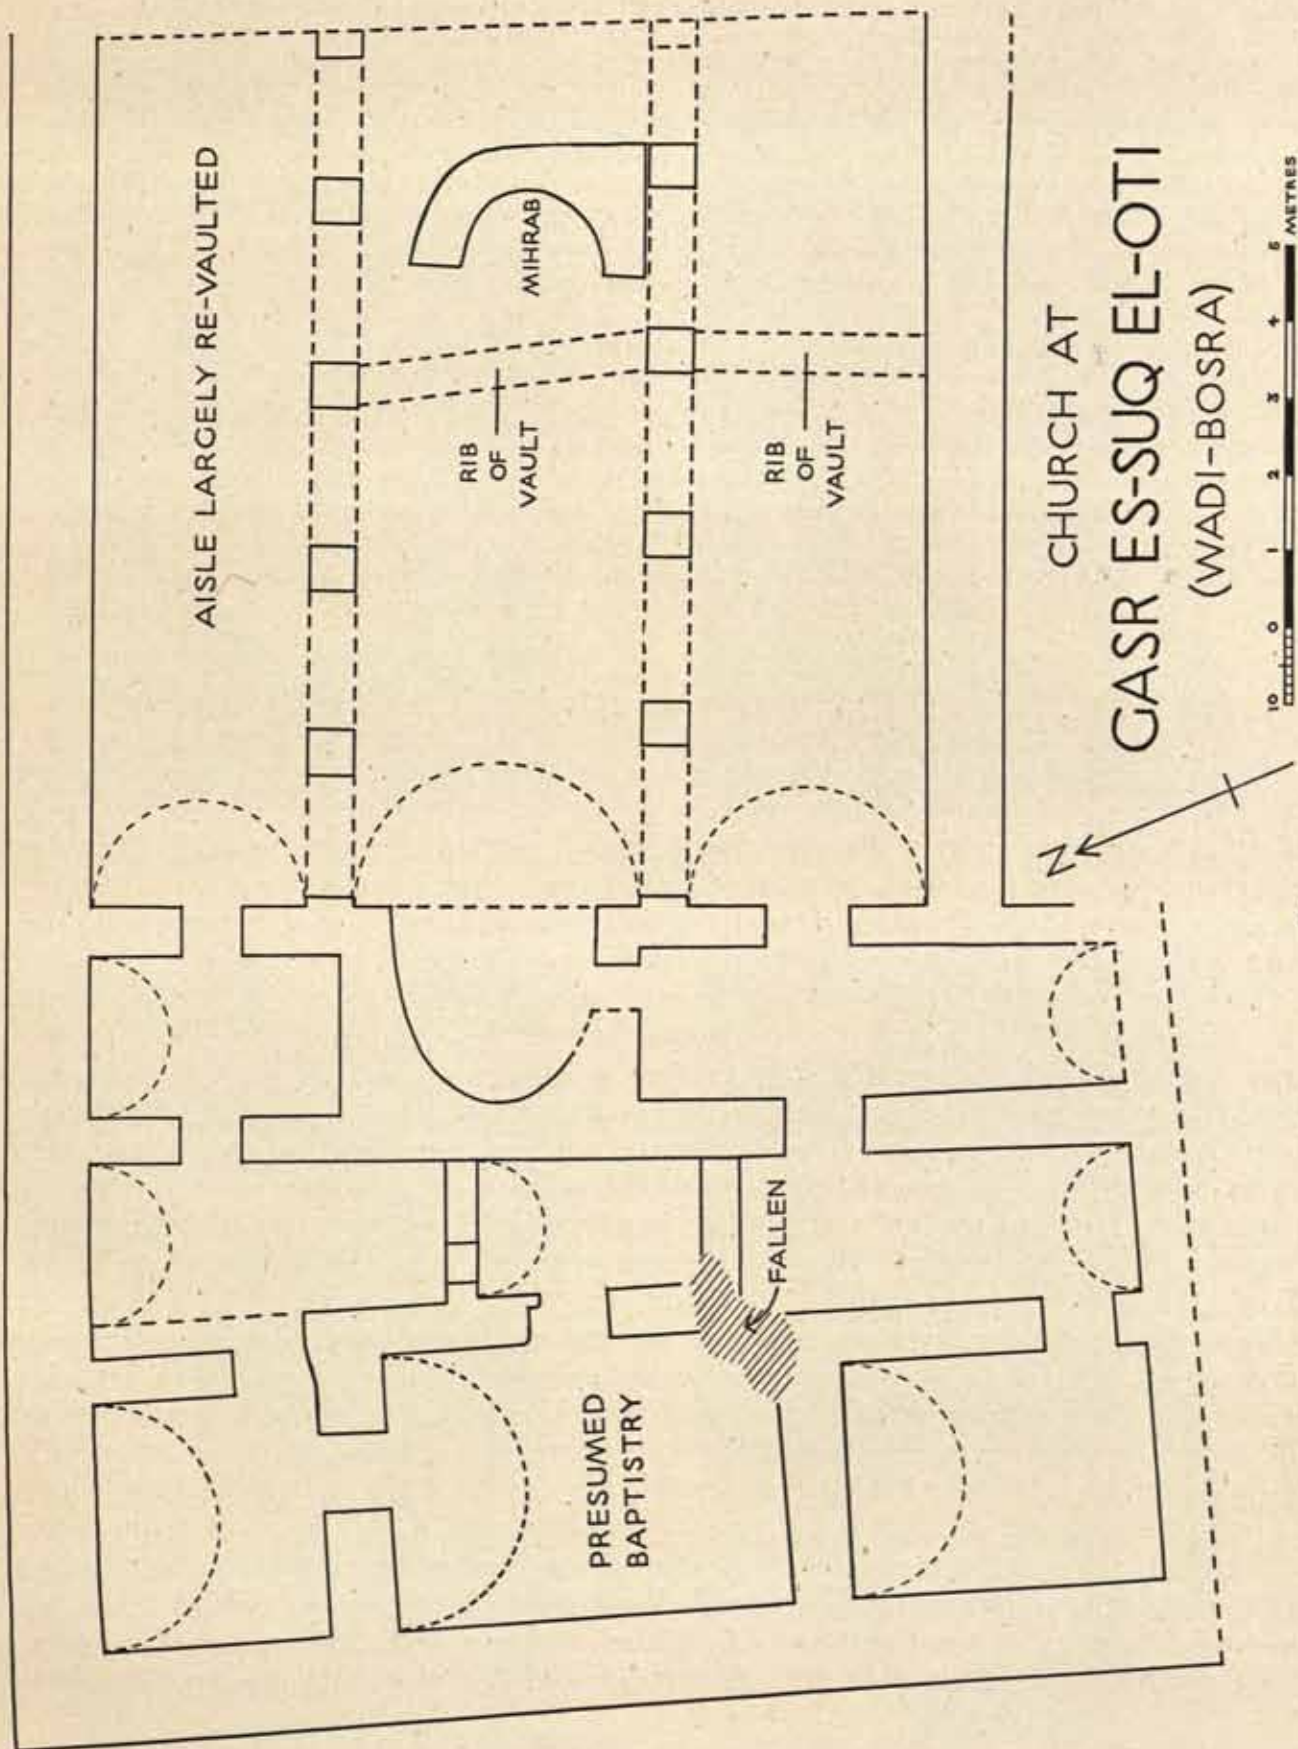 AISLE LARGELY RE-VAULTED
MIHRAB
RIB
OF
VAULT
RIB
OF
VAULT
PRESUMED
BAPTISTRY
FALLEN
CHURCH AT
GASR ES-SUQ EL-OTI
(WADI-BOSRA)
N
10 0 1 2 3 4 5 METRES